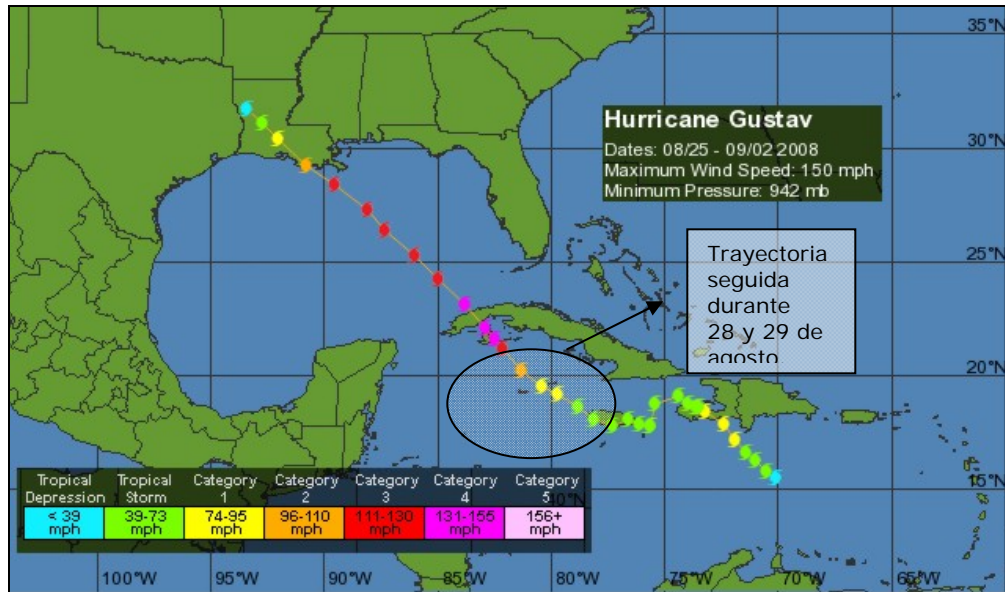 35°N
Hurricane Gustav
Dates: 08/25 - 09/02 2008
Maximum Wind Speed: 150 mph
Minimum Pressure: 942 mb
30°N
Trayectoria
seguida
durante
28 y 29 de
agosto
25°N
20°N
Tropical Depression
Tropical Storm
Category 1
Category 2
Category 3
Category 4
Category 5
< 39 mph
39-73 mph
74-95 mph
96-110 mph
111-130 mph
131-155 mph
156+ mph
10°N
15°N
100°W 95°W 90°W 85°W 80°W 75°W 70°W 65°W